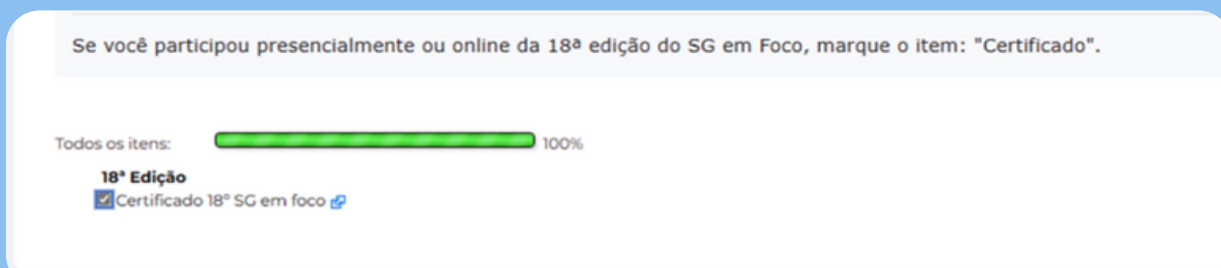 Se você participou presencialmente ou online da 18ª edição do SG em Foco, marque o item: "Certificado".
Todos os itens: 100%
18ª Edição
Certificado 18º SG em foco